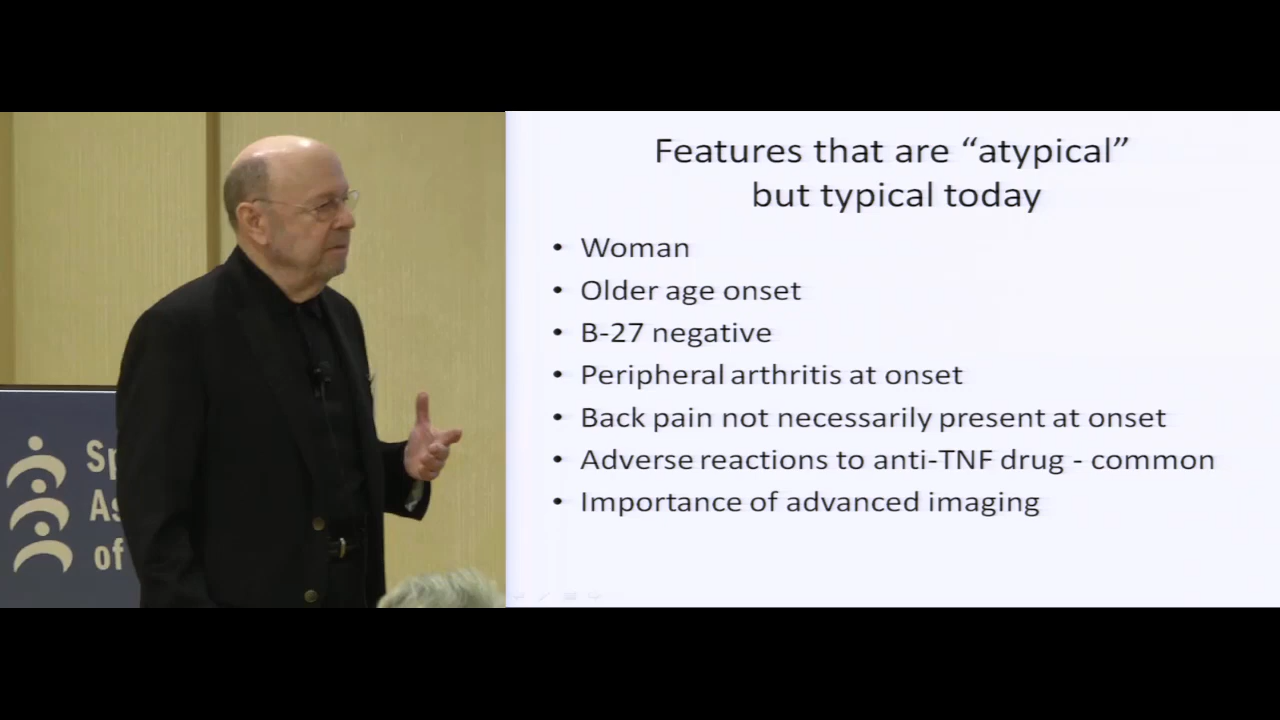 Features that are “atypical”
but typical today
• Woman
• Older age onset
• B-27 negative
• Peripheral arthritis at onset
• Back pain not necessarily present at onset
• Adverse reactions to anti-TNF drug - common
• Importance of advanced imaging
of